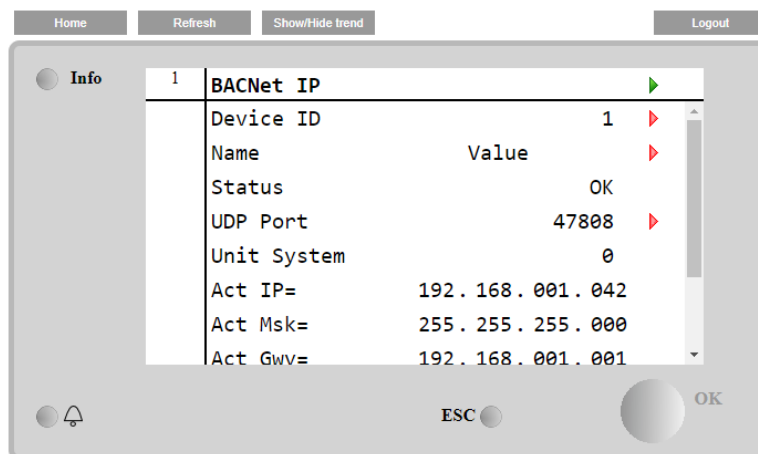 Home Refresh Show/Hide trend Logout
Info
1 BACNet IP
Device ID 1
Name Value
Status OK
UDP Port 47808
Unit System 0
Act IP= 192.168.001.042
Act Msk= 255.255.255.000
Act Gwy= 192.168.001.001
ESC OK